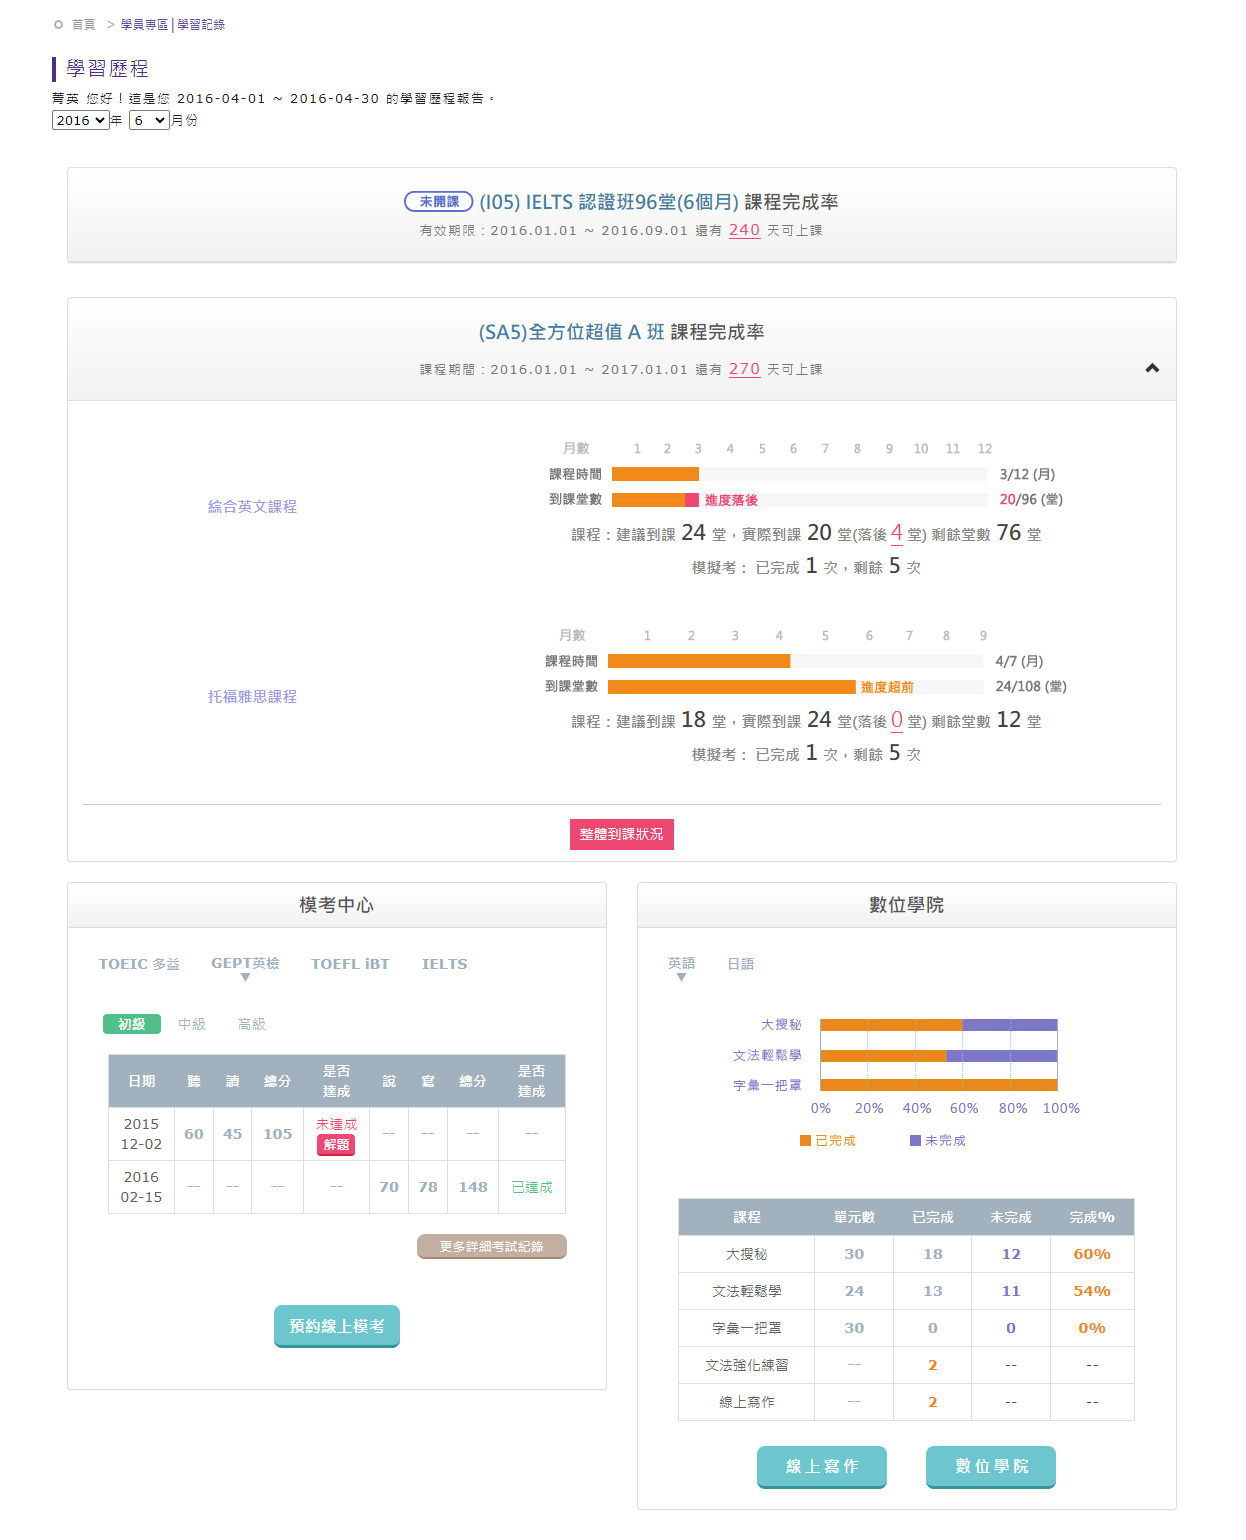 首頁 > 學員專區 | 學習記錄
學習歷程
菁英 您好！這是您 2016-04-01 ~ 2016-04-30 的學習歷程報告。
2016 年 6 月份
未開課 (I05) IELTS 認證班96堂(6個月) 課程完成率
有效期限：2016.01.01 ~ 2016.09.01 還有 240 天可上課
(SA5)全方位超值 A 班 課程完成率
課程期間：2016.01.01 ~ 2017.01.01 還有 270 天可上課
綜合英文課程
月數 1 2 3 4 5 6 7 8 9 10 11 12
課程時間 3/12 (月)
到課堂數 進度落後 20/96 (堂)
課程：建議到課 24 堂，實際到課 20 堂(落後 4 堂) 剩餘堂數 76 堂
模擬考： 已完成 1 次，剩餘 5 次
托福雅思課程
月數 1 2 3 4 5 6 7 8 9
課程時間 4/7 (月)
到課堂數 進度超前 24/108 (堂)
課程：建議到課 18 堂，實際到課 24 堂(落後 0 堂) 剩餘堂數 12 堂
模擬考： 已完成 1 次，剩餘 5 次
整體到課狀況
模考中心
TOEIC 多益 GEPT英檢 TOEFL iBT IELTS
初級 中級 高級
日期 聽 讀 總分 是否達成 說 寫 總分 是否達成
2015 12-02 60 45 105 未達成 解題 -- -- -- --
2016 02-15 -- -- -- -- 70 78 148 已達成
更多詳細考試紀錄
預約線上模考
數位學院
英語 日語
大搜秘
文法輕鬆學
字彙一把罩
0% 20% 40% 60% 80% 100%
已完成 未完成
課程 單元數 已完成 未完成 完成%
大搜秘 30 18 12 60%
文法輕鬆學 24 13 11 54%
字彙一把罩 30 0 0 0%
文法強化練習 -- 2 -- --
線上寫作 -- 2 -- --
線上寫作 數位學院